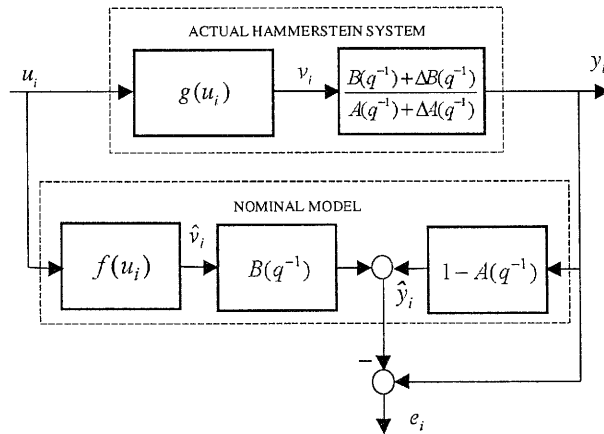 ACTUAL HAMMERSTEIN SYSTEM
u_i
g(u_i)
v_i
B(q^{-1}) + ΔB(q^{-1})
A(q^{-1}) + ΔA(q^{-1})
y_i
NOMINAL MODEL
f(u_i)
v̂_i
B(q^{-1})
ŷ_i
1 − A(q^{-1})
−
e_i